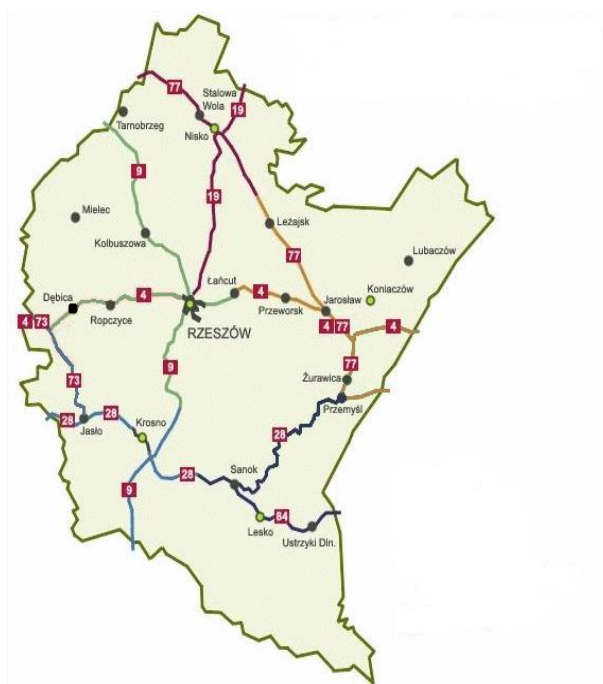 77
Stalowa
Wola
19
Tarnobrzeg
Nisko
9
19
Mielec
Leżajsk
Kolbuszowa
77
Lubaczów
Łańcut
Koniaczów
Dębica
4
4
Przeworsk
Jarosław
Ropczyce
4 73
RZESZÓW
4 77
4
9
77
73
Żurawica
Przemyśl
28
28
Krosno
Jasło
28
28
Sanok
9
84
Lesko
Ustrzyki Dln.